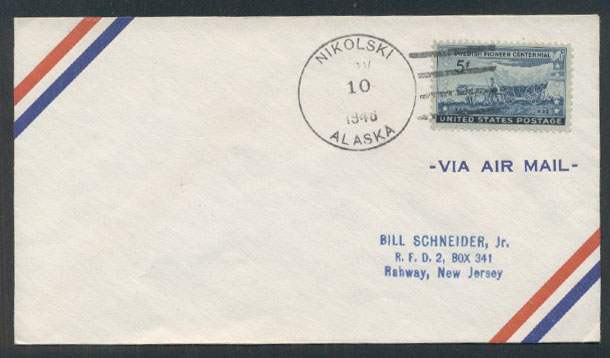 NIKOLSKI
10
1948
ALASKA
SWEDISH PIONEER CENTENNIAL
5¢
UNITED STATES POSTAGE
-VIA AIR MAIL-
BILL SCHNEIDER, Jr.
R. F. D. 2, BOX 341
Rahway, New Jersey